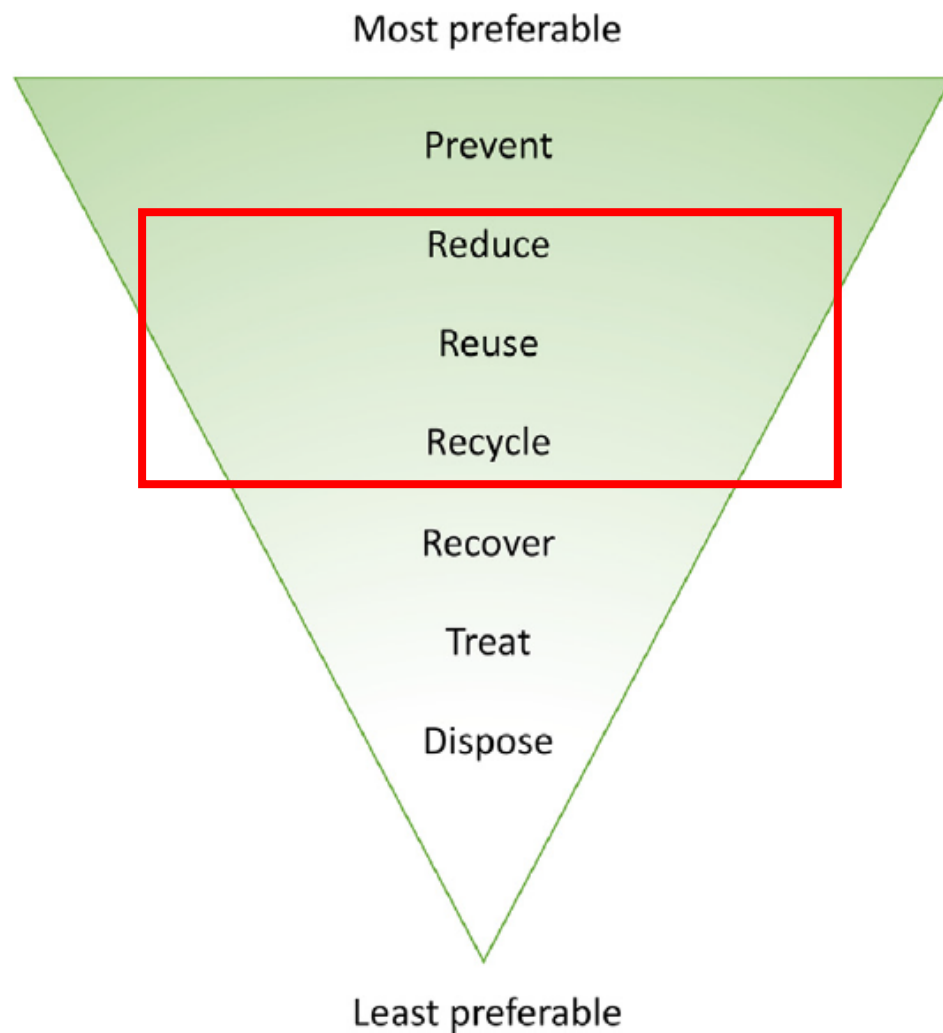 Most preferable
Prevent
Reduce
Reuse
Recycle
Recover
Treat
Dispose
Least preferable